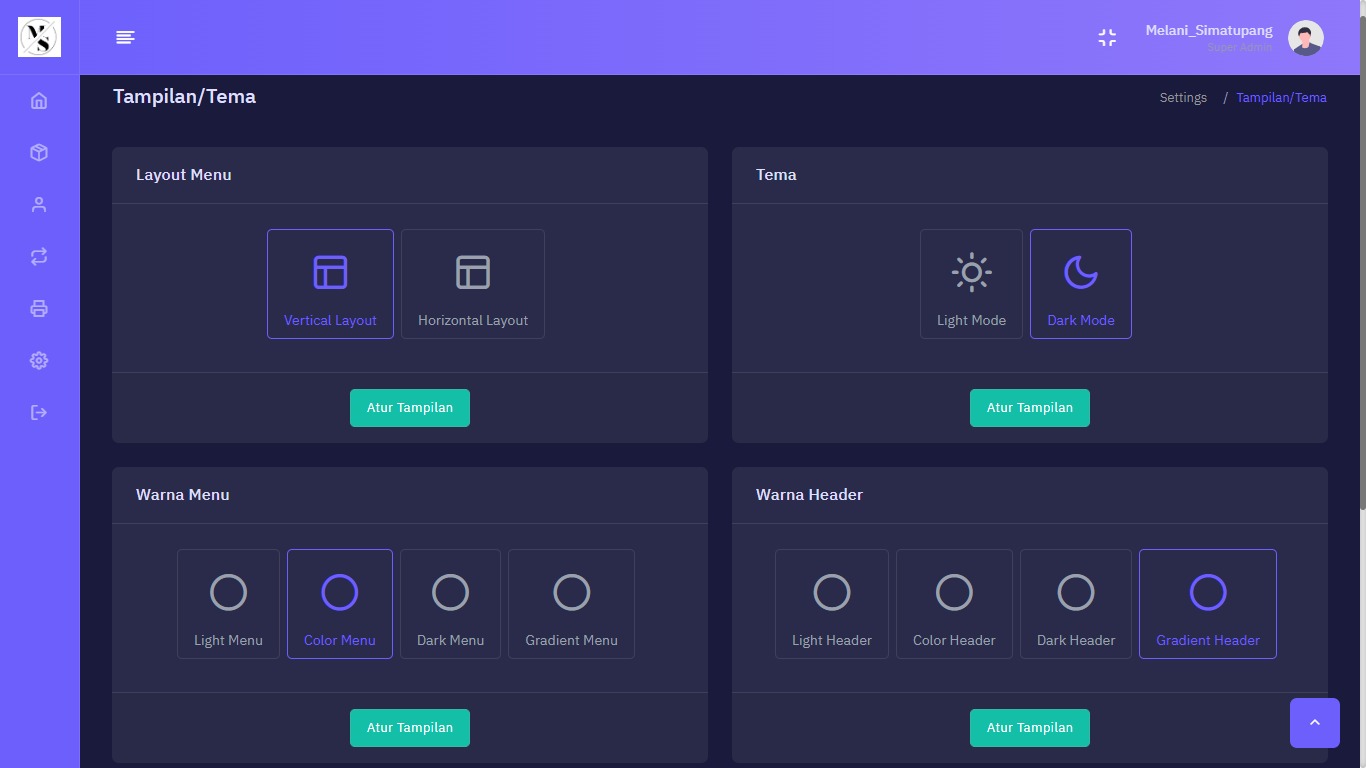 MS
Melani_Simatupang
Super Admin
Tampilan/Tema
Settings / Tampilan/Tema
Layout Menu
Vertical Layout
Horizontal Layout
Atur Tampilan
Tema
Light Mode
Dark Mode
Atur Tampilan
Warna Menu
Light Menu
Color Menu
Dark Menu
Gradient Menu
Atur Tampilan
Warna Header
Light Header
Color Header
Dark Header
Gradient Header
Atur Tampilan